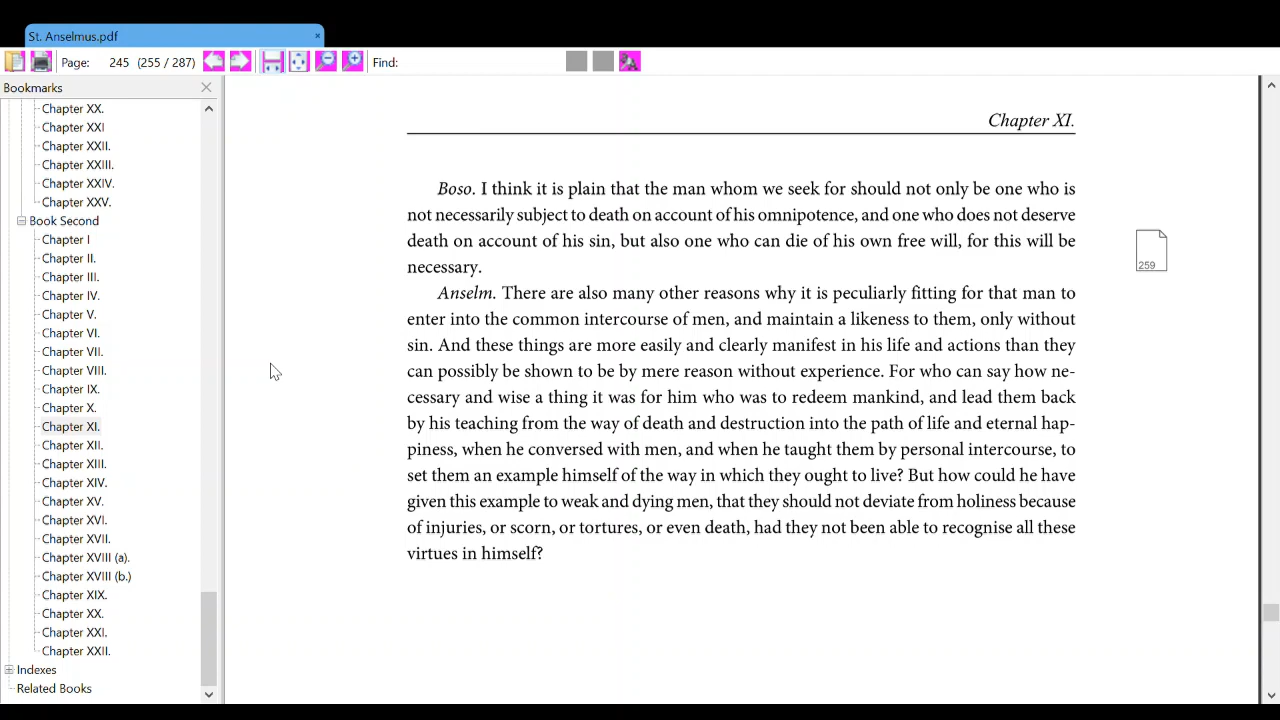 St. Anselmus.pdf
Page: 245 (255 / 287)
Find:
Bookmarks
Chapter XX.
Chapter XXI
Chapter XXII.
Chapter XXIII.
Chapter XXIV.
Chapter XXV.
Book Second
Chapter I
Chapter II.
Chapter III.
Chapter IV.
Chapter V.
Chapter VI.
Chapter VII.
Chapter VIII.
Chapter IX.
Chapter X.
Chapter XI.
Chapter XII.
Chapter XIII.
Chapter XIV.
Chapter XV.
Chapter XVI.
Chapter XVII.
Chapter XVIII (a).
Chapter XVIII (b.)
Chapter XIX.
Chapter XX.
Chapter XXI.
Chapter XXII.
Indexes
Related Books
Chapter XI.
Boso. I think it is plain that the man whom we seek for should not only be one who is
not necessarily subject to death on account of his omnipotence, and one who does not deserve
death on account of his sin, but also one who can die of his own free will, for this will be
necessary.
Anselm. There are also many other reasons why it is peculiarly fitting for that man to
enter into the common intercourse of men, and maintain a likeness to them, only without
sin. And these things are more easily and clearly manifest in his life and actions than they
can possibly be shown to be by mere reason without experience. For who can say how ne-
cessary and wise a thing it was for him who was to redeem mankind, and lead them back
by his teaching from the way of death and destruction into the path of life and eternal hap-
piness, when he conversed with men, and when he taught them by personal intercourse, to
set them an example himself of the way in which they ought to live? But how could he have
given this example to weak and dying men, that they should not deviate from holiness because
of injuries, or scorn, or tortures, or even death, had they not been able to recognise all these
virtues in himself?
259